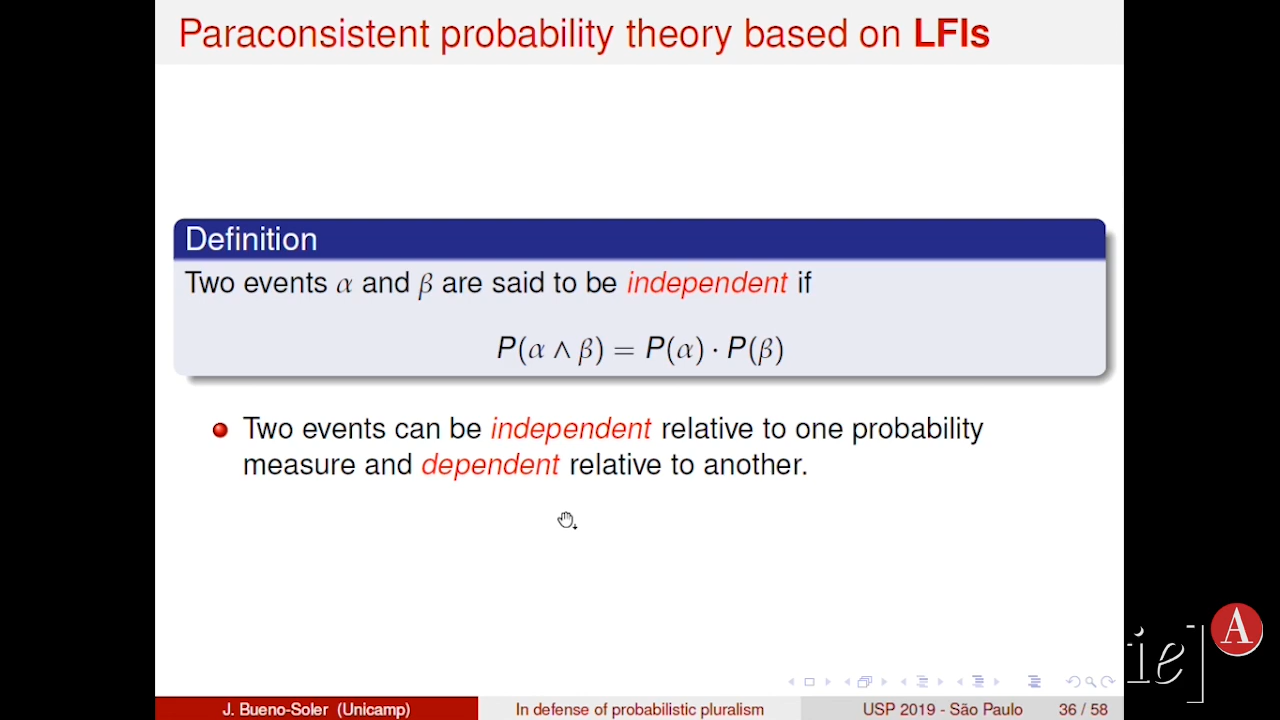 Paraconsistent probability theory based on LFIs
Definition
Two events α and β are said to be independent if
P(α ∧ β) = P(α) · P(β)
Two events can be independent relative to one probability
measure and dependent relative to another.
ie]
A
J. Bueno-Soler (Unicamp) In defense of probabilistic pluralism USP 2019 - São Paulo 36 / 58